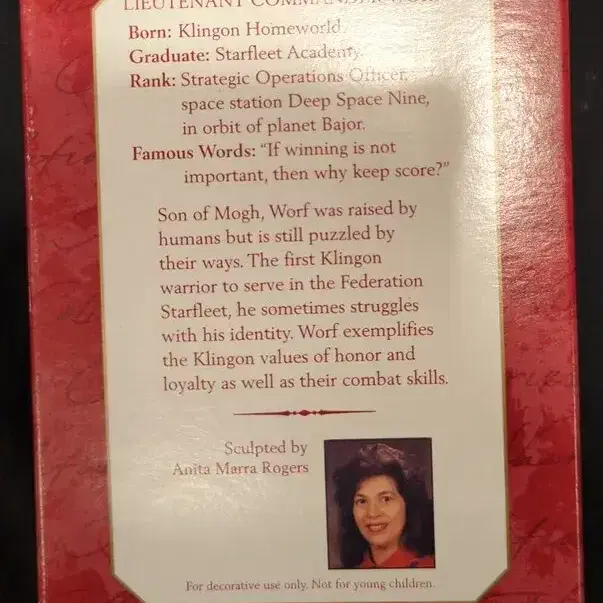 LIEUTENANT COMMANDER
Born: Klingon Homeworld.
Graduate: Starfleet Academy.
Rank: Strategic Operations Officer,
space station Deep Space Nine,
in orbit of planet Bajor.
Famous Words: “If winning is not
important, then why keep score?”
Son of Mogh, Worf was raised by
humans but is still puzzled by
their ways. The first Klingon
warrior to serve in the Federation
Starfleet, he sometimes struggles
with his identity. Worf exemplifies
the Klingon values of honor and
loyalty as well as their combat skills.
Sculpted by
Anita Marra Rogers
For decorative use only. Not for young children.